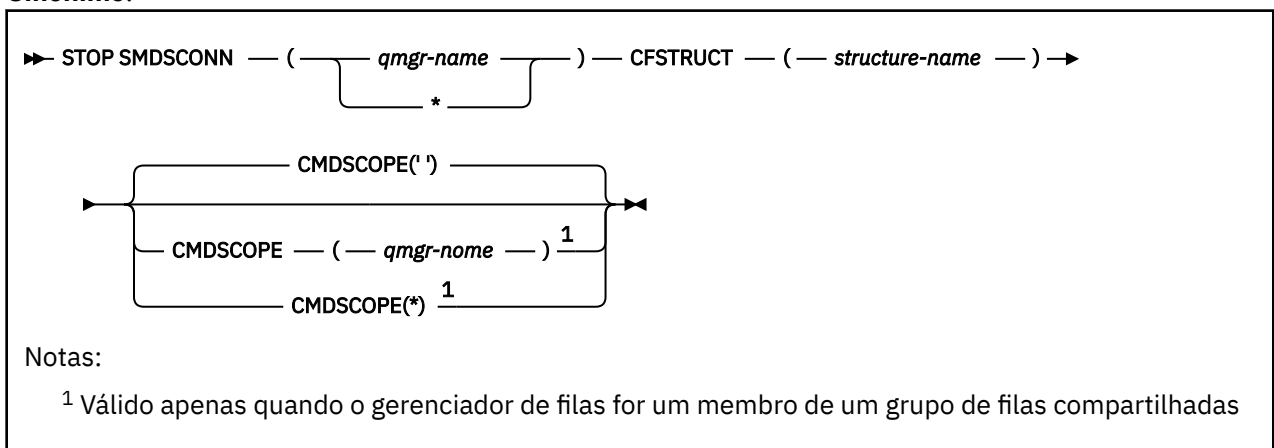 STOP SMDSCONN ( qmgr-name ) CFSTRUCT ( structure-name )
*
CMDSCOPE(' ')
CMDSCOPE ( qmgr-nome ) 1
CMDSCOPE(*) 1
Notas:
1 Válido apenas quando o gerenciador de filas for um membro de um grupo de filas compartilhadas